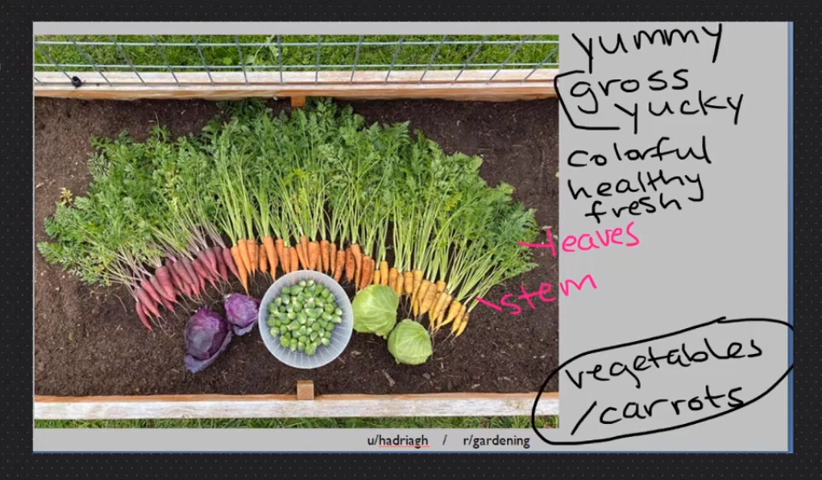 yummy
gross
yucky
colorful
healthy
fresh
leaves
stem
vegetables
/carrots
u/hadriagh / r/gardening